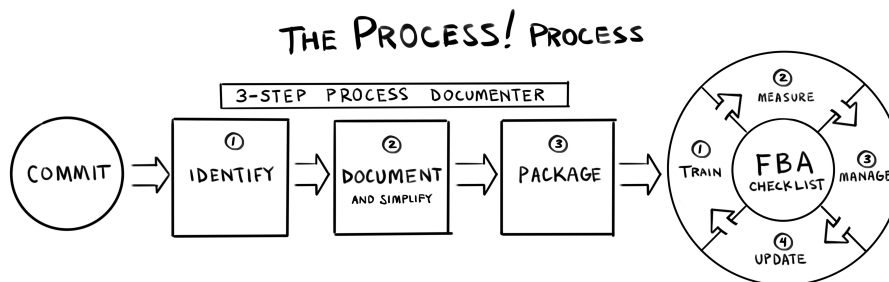 THE PROCESS! PROCESS
3-STEP PROCESS DOCUMENTER
COMMIT
① IDENTIFY
② DOCUMENT
AND SIMPLIFY
③ PACKAGE
① TRAIN
② MEASURE
③ MANAGE
④ UPDATE
FBA
CHECKLIST